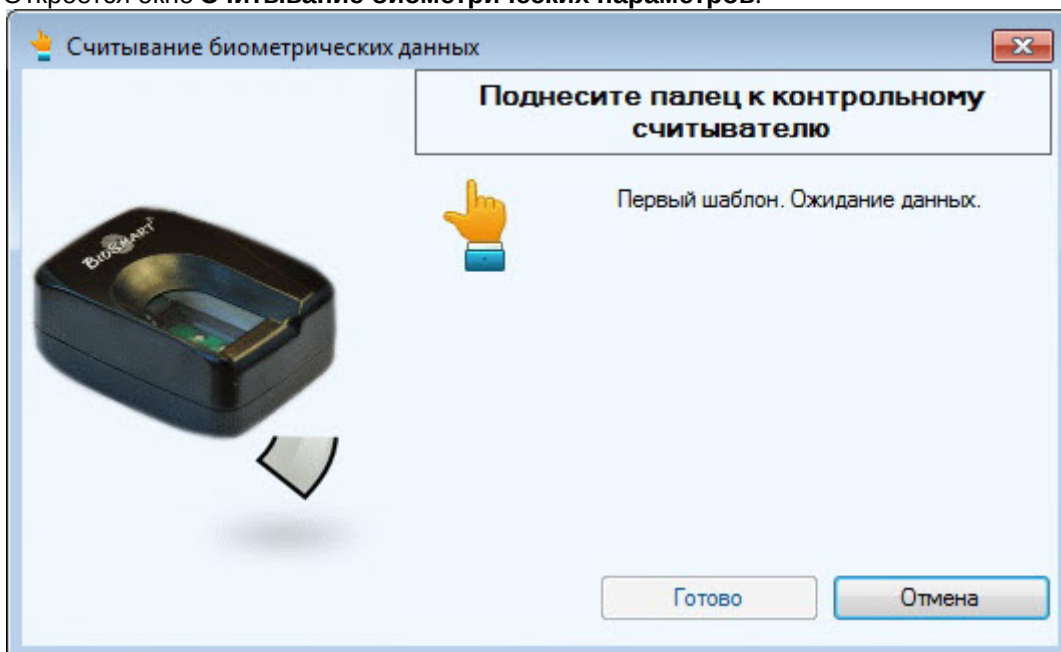 Откроется окно Считывание биометрических параметров.
Считывание биометрических данных
Поднесите палец к контрольному
считывателю
Первый шаблон. Ожидание данных.
BIOSMART
Готово
Отмена